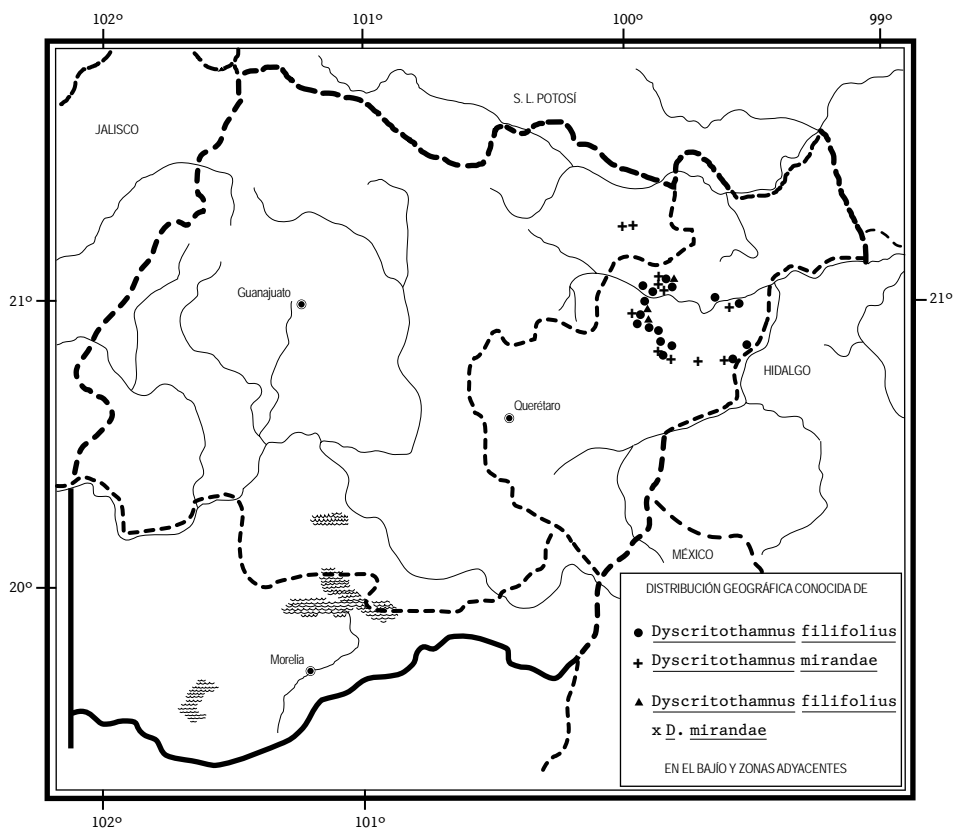 102° 101° 100° 99°
S. L. POTOSÍ
JALISCO
Guanajuato
21° 21°
HIDALGO
Querétaro
MÉXICO
20°
DISTRIBUCIÓN GEOGRÁFICA CONOCIDA DE
Dyscritothamnus filifolius
Dyscritothamnus mirandae
Morelia
Dyscritothamnus filifolius
x D. mirandae
EN EL BAJÍO Y ZONAS ADYACENTES
102° 101°